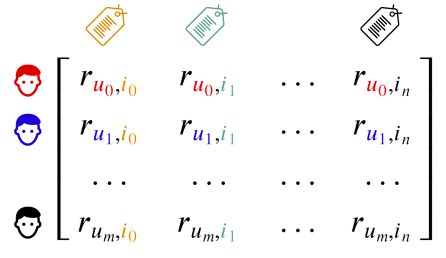 r_{u_0,i_0} r_{u_0,i_1} ... r_{u_0,i_n}
r_{u_1,i_0} r_{u_1,i_1} ... r_{u_1,i_n}
... ... ... ...
r_{u_m,i_0} r_{u_m,i_1} ... r_{u_m,i_n}